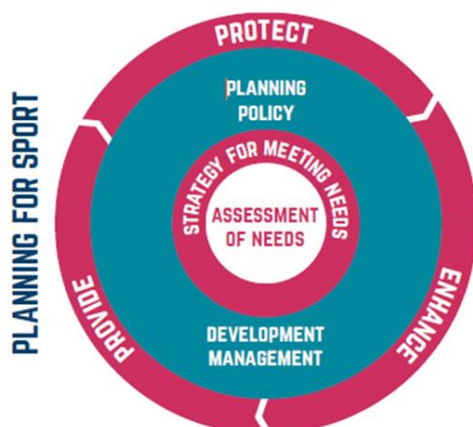 PLANNING FOR SPORT
PROTECT
PLANNING
POLICY
STRATEGY FOR MEETING NEEDS
ASSESSMENT
OF NEEDS
DEVELOPMENT
MANAGEMENT
PROVIDE
ENHANCE